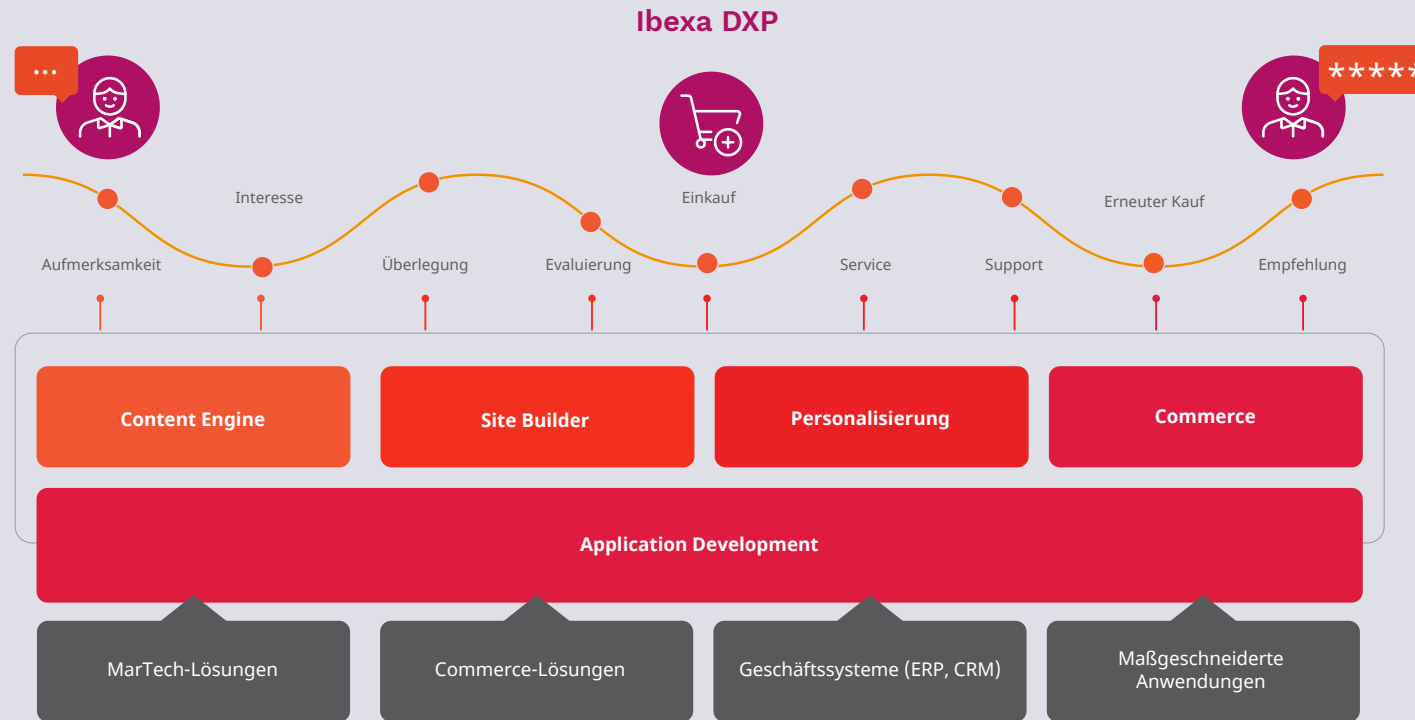 Ibexa DXP
...
*****
Interesse
Einkauf
Erneuter Kauf
Aufmerksamkeit
Überlegung
Evaluierung
Service
Support
Empfehlung
Content Engine
Site Builder
Personalisierung
Commerce
Application Development
MarTech-Lösungen
Commerce-Lösungen
Geschäftssysteme (ERP, CRM)
Maßgeschneiderte
Anwendungen